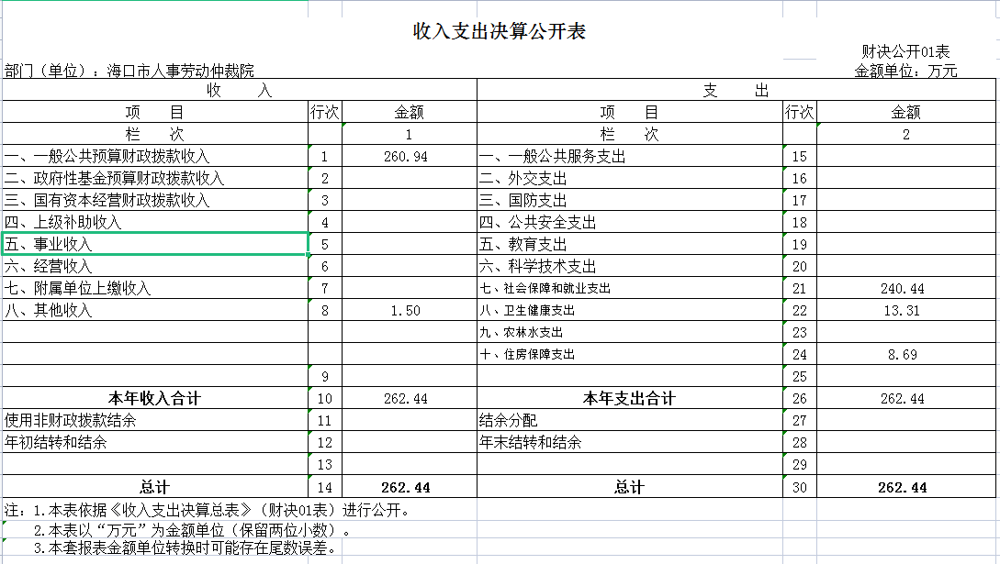 收入支出决算公开表
财决公开01表
部门（单位）：海口市人事劳动仲裁院 金额单位：万元
收 入 支 出
项 目 行次 金额 项 目 行次 金额
栏 次 1 栏 次 2
一、一般公共预算财政拨款收入 1 260.94 一、一般公共服务支出 15
二、政府性基金预算财政拨款收入 2 二、外交支出 16
三、国有资本经营财政拨款收入 3 三、国防支出 17
四、上级补助收入 4 四、公共安全支出 18
五、事业收入 5 五、教育支出 19
六、经营收入 6 六、科学技术支出 20
七、附属单位上缴收入 7 七、社会保障和就业支出 21 240.44
八、其他收入 8 1.50 八、卫生健康支出 22 13.31
九、农林水支出 23
十、住房保障支出 24 8.69
9 25
本年收入合计 10 262.44 本年支出合计 26 262.44
使用非财政拨款结余 11 结余分配 27
年初结转和结余 12 年末结转和结余 28
13 29
总计 14 262.44 总计 30 262.44
注：1.本表依据《收入支出决算总表》（财决01表）进行公开。
2.本表以“万元”为金额单位（保留两位小数）。
3.本套报表金额单位转换时可能存在尾数误差。